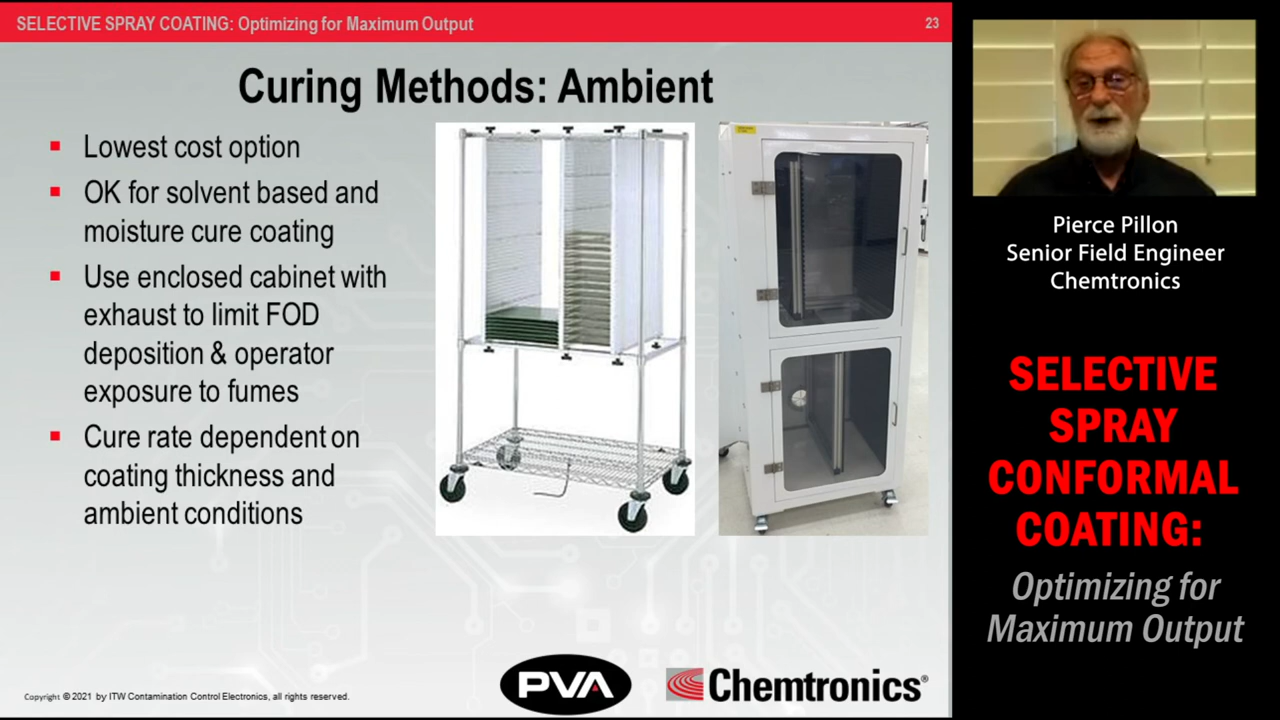 SELECTIVE SPRAY COATING: Optimizing for Maximum Output
23
Curing Methods: Ambient
Lowest cost option
OK for solvent based and
moisture cure coating
Use enclosed cabinet with
exhaust to limit FOD
deposition & operator
exposure to fumes
Cure rate dependent on
coating thickness and
ambient conditions
Copyright © 2021 by ITW Contamination Control Electronics, all rights reserved.
PVA
Chemtronics®
Pierce Pillon
Senior Field Engineer
Chemtronics
SELECTIVE
SPRAY
CONFORMAL
COATING:
Optimizing for
Maximum Output